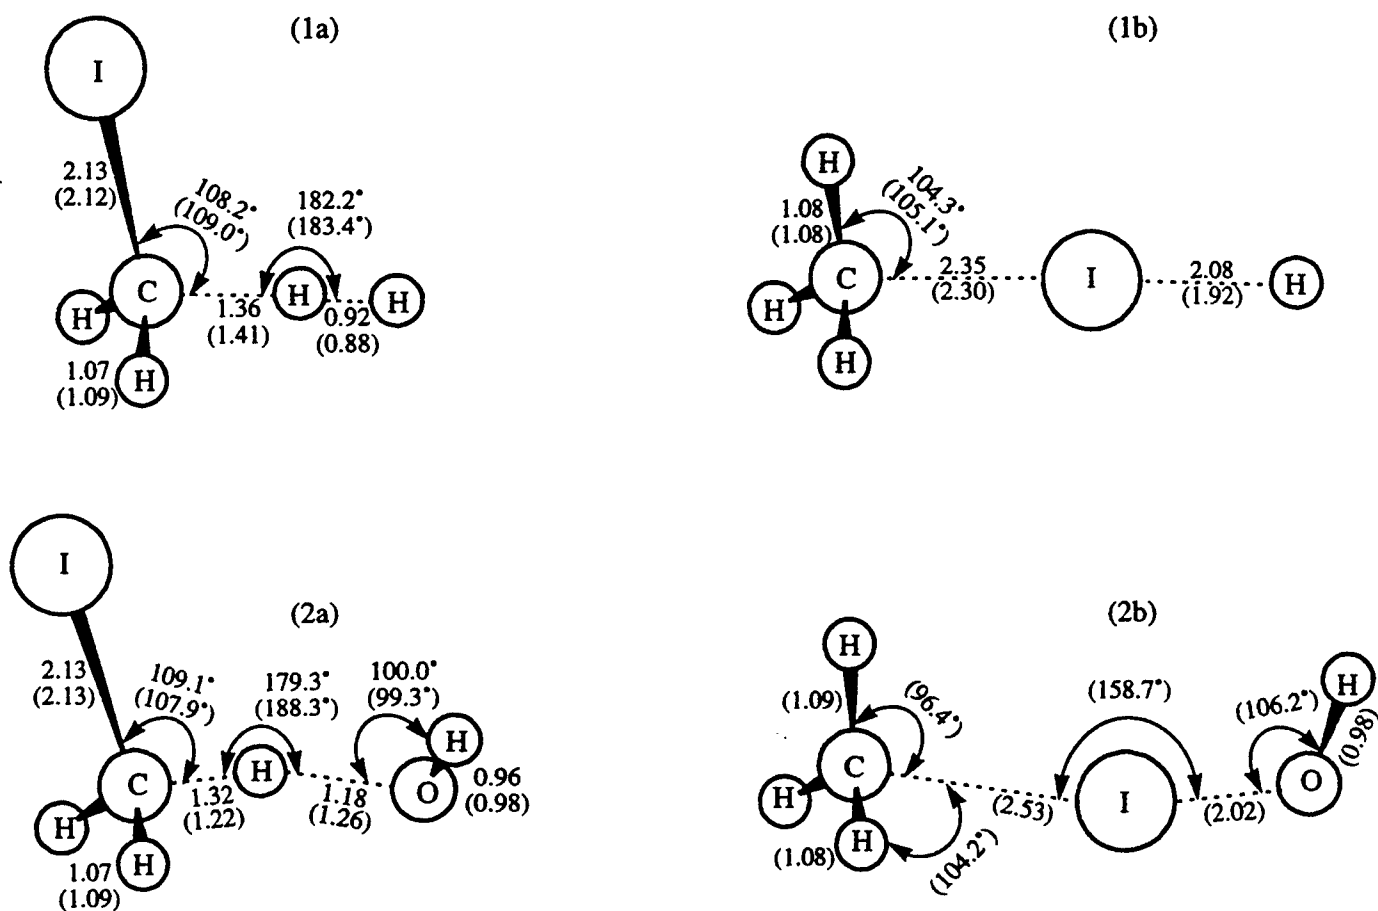 (1a)
I
2.13
(2.12)
108.2°
(109.0°)
182.2°
(183.4°)
C
H
H
H
1.36
(1.41)
0.92
(0.88)
1.07
(1.09)
H
(1b)
H
1.08
(1.08)
104.3°
(105.1°)
C
2.35
(2.30)
I
2.08
(1.92)
H
H
H
(2a)
I
2.13
(2.13)
109.1°
(107.9°)
179.3°
(188.3°)
100.0°
(99.3°)
H
C
H
O
0.96
(0.98)
1.32
(1.22)
1.18
(1.26)
H
H
1.07
(1.09)
(2b)
H
(1.09)
(96.4°)
(158.7°)
(106.2°)
H
(0.98)
C
O
H
(2.53)
I
(2.02)
H
(1.08)
(104.2°)